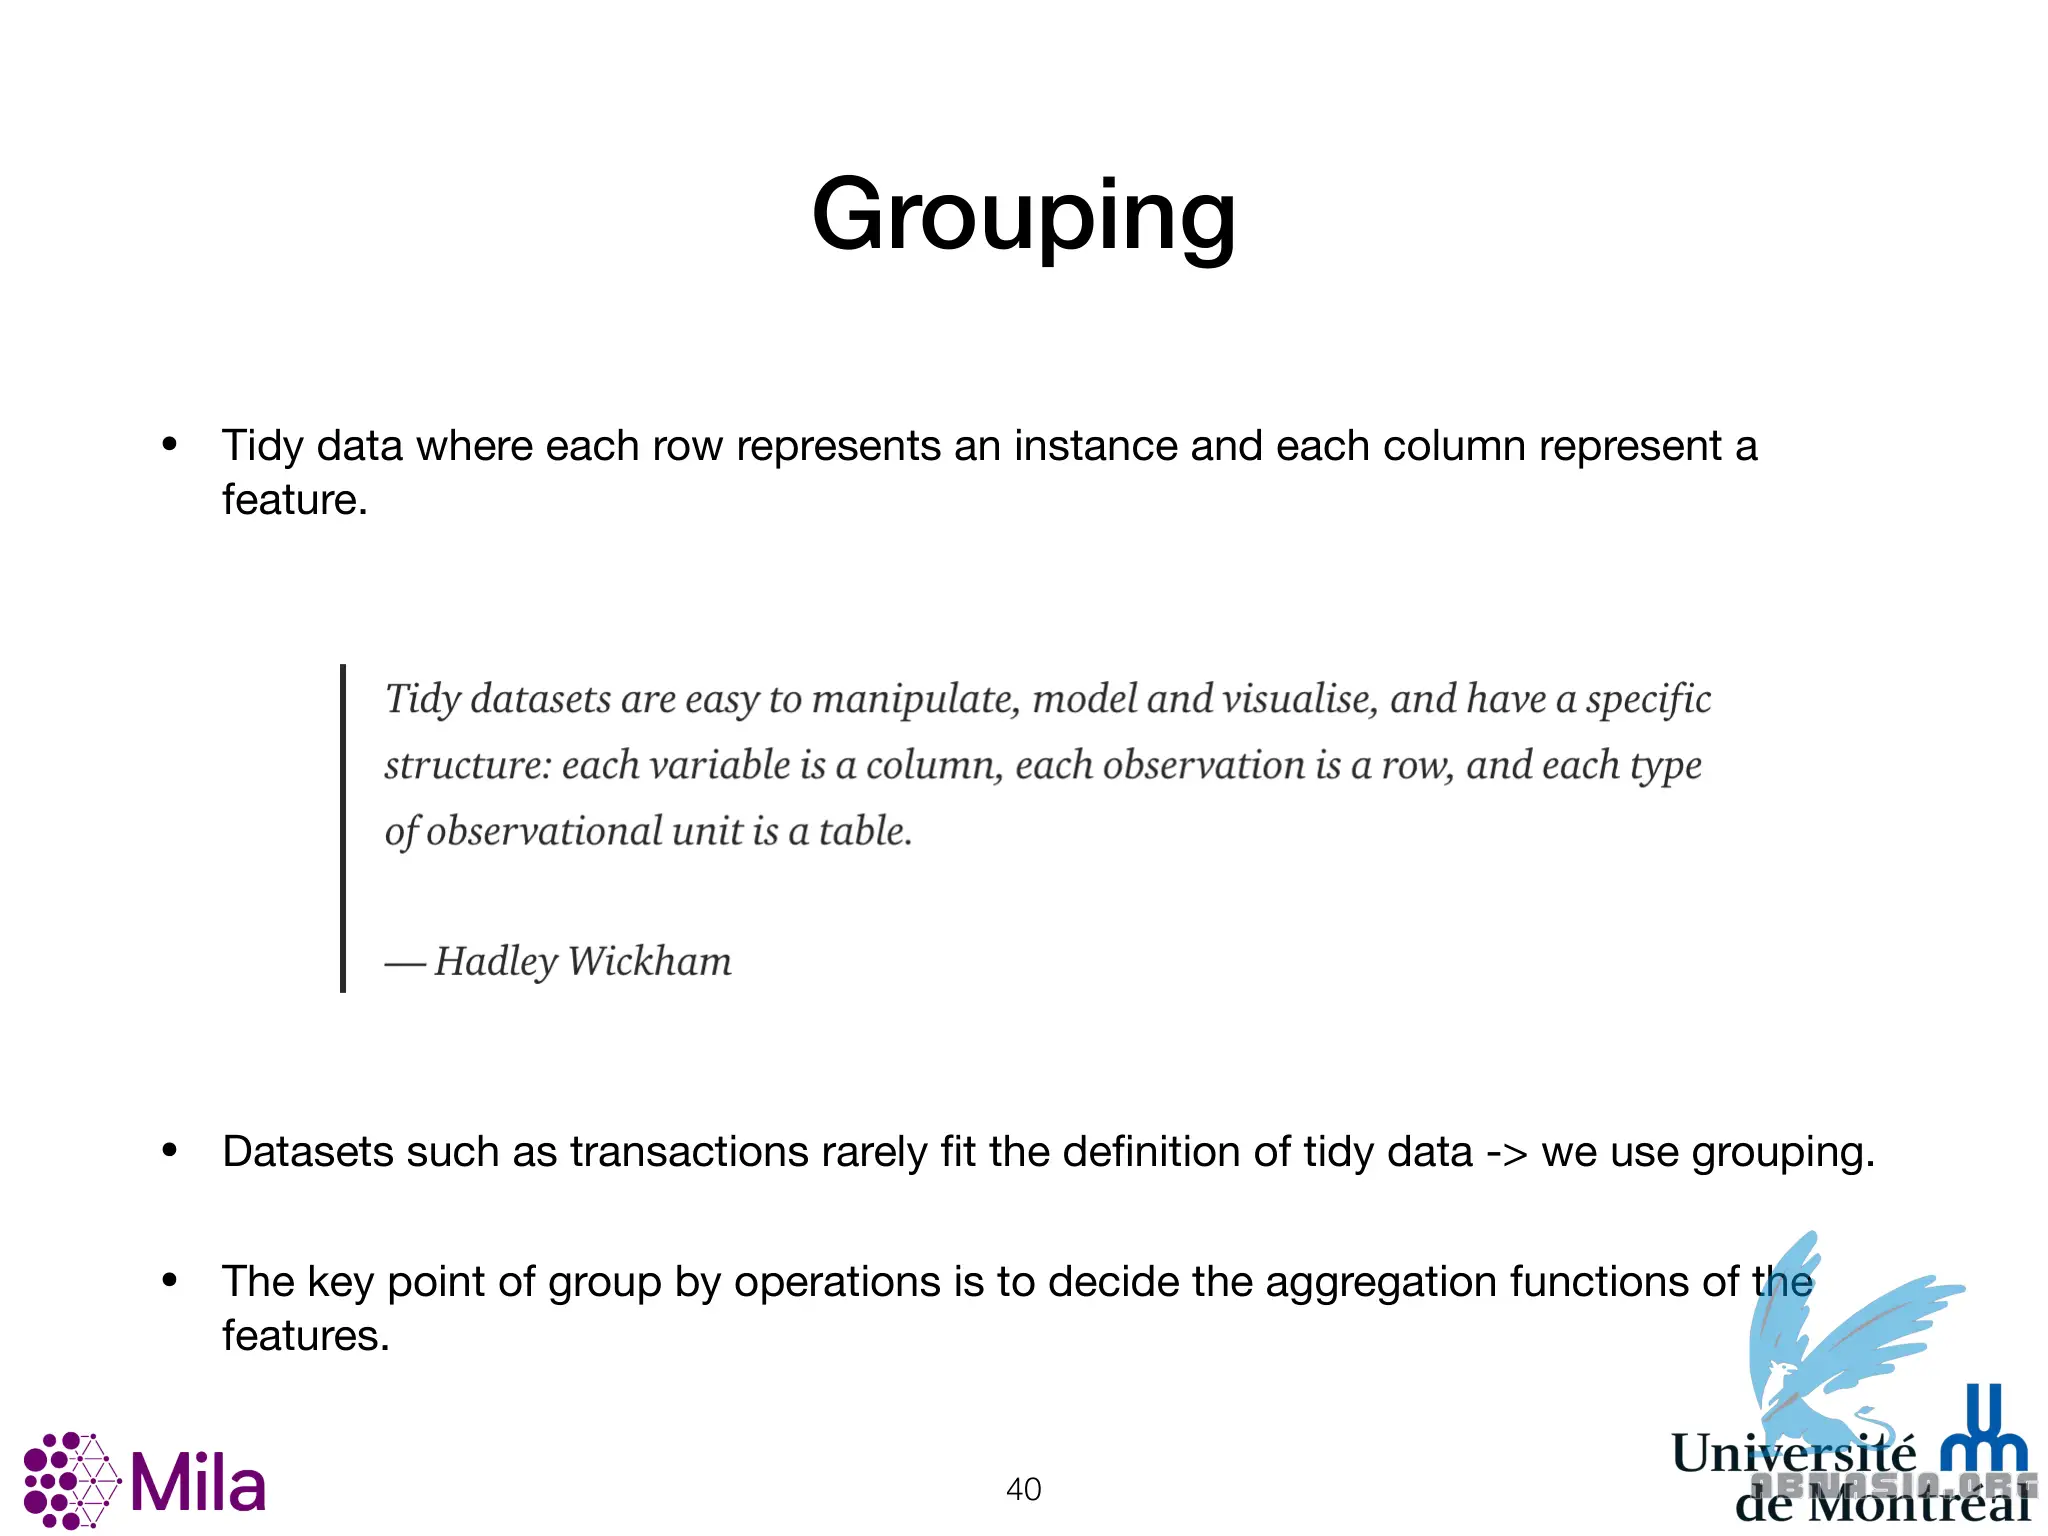 Grouping
• Tidy data where each row represents an instance and each column represent a
feature.
Tidy datasets are easy to manipulate, model and visualise, and have a specific
structure: each variable is a column, each observation is a row, and each type
of observational unit is a table.
— Hadley Wickham
• Datasets such as transactions rarely fit the definition of tidy data -> we use grouping.
• The key point of group by operations is to decide the aggregation functions of the
features.
Mila
40
Université
de Montréal
ABNASIA.ORG